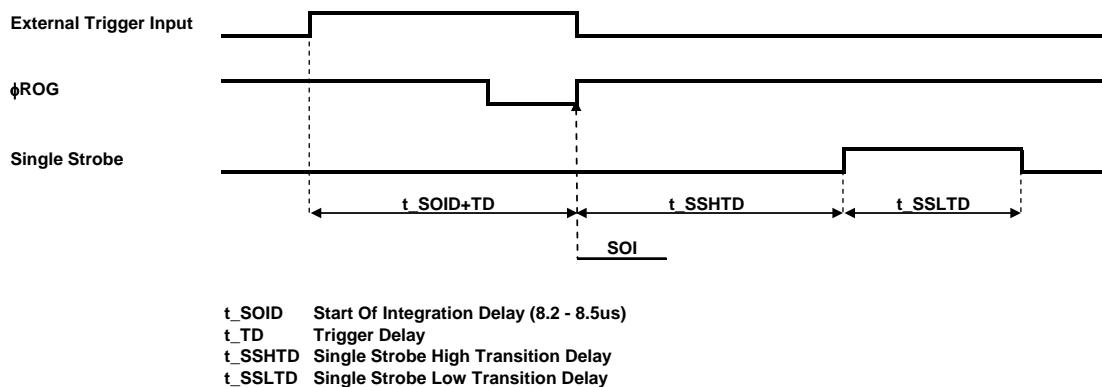 External Trigger Input
ϕROG
Single Strobe
t_SOID+TD t_SSHTD t_SSLTD
SOI
t_SOID Start Of Integration Delay (8.2 - 8.5us)
t_TD Trigger Delay
t_SSHTD Single Strobe High Transition Delay
t_SSLTD Single Strobe Low Transition Delay